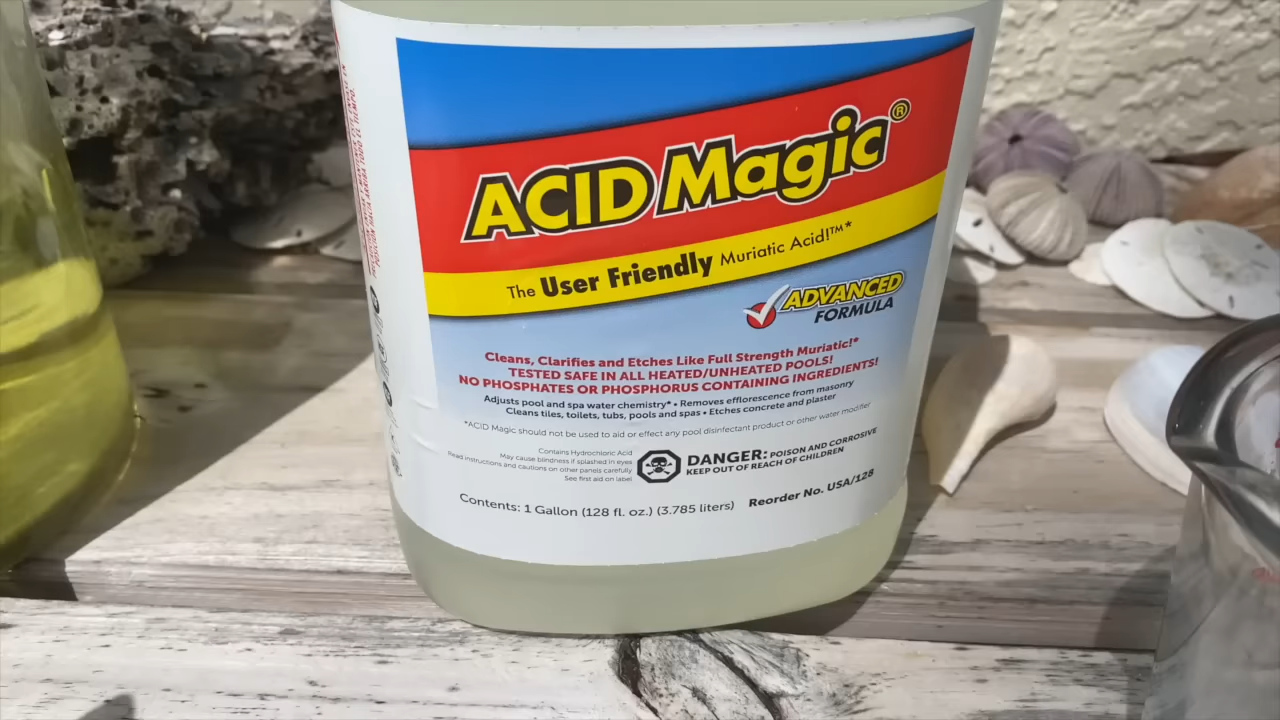 ACID Magic®
The User Friendly Muriatic Acid!™*
ADVANCED
FORMULA
Cleans, Clarifies and Etches Like Full Strength Muriatic!*
TESTED SAFE IN ALL HEATED/UNHEATED POOLS!
NO PHOSPHATES OR PHOSPHORUS CONTAINING INGREDIENTS!
Adjusts pool and spa water chemistry* • Removes efflorescence from masonry
Cleans tiles, toilets, tubs, pools and spas • Etches concrete and plaster
*ACID Magic should not be used to aid or effect any pool disinfectant product or other water modifier
Contains Hydrochloric Acid
May cause blindness if splashed in eyes
Read instructions and cautions on other panels carefully
See first aid on label
DANGER: POISON AND CORROSIVE
KEEP OUT OF REACH OF CHILDREN
Contents: 1 Gallon (128 fl. oz.) (3.785 liters)
Reorder No. USA/128